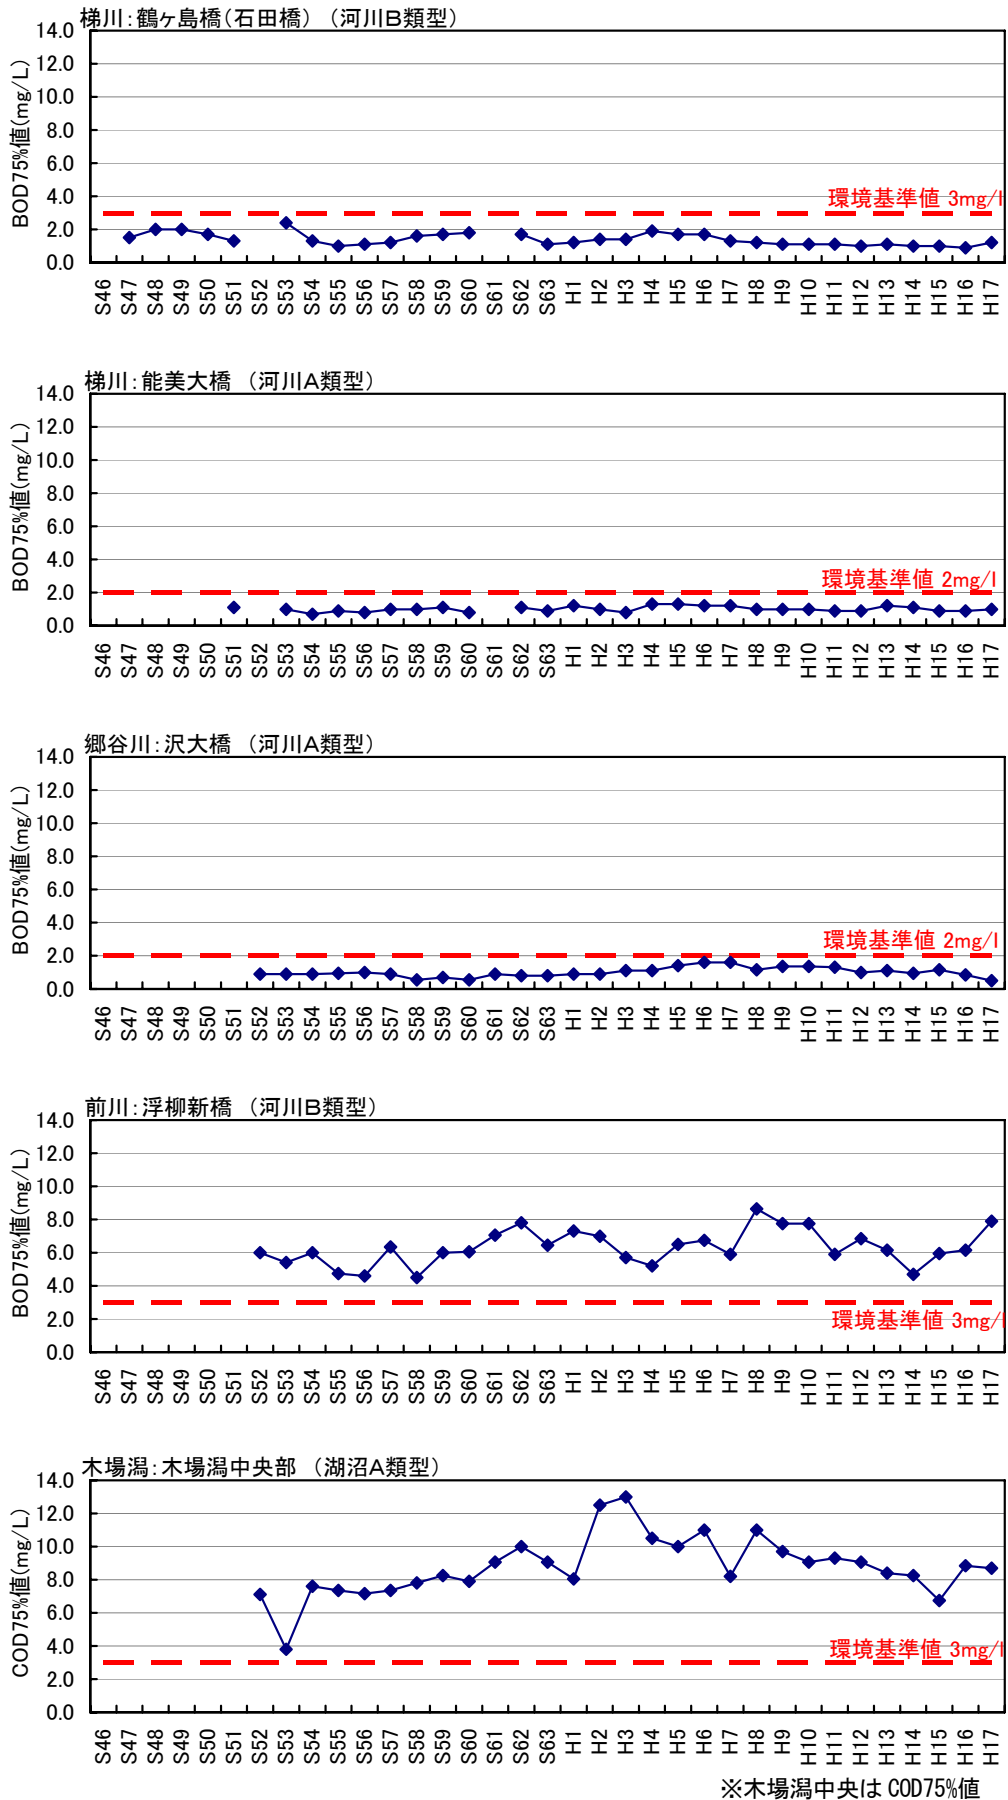 梯川：鶴ヶ島橋（石田橋）（河川B類型）
BOD75%値(mg/L)
14.0
12.0
10.0
8.0
6.0
4.0
2.0
0.0
環境基準値 3mg/l
S46 S47 S48 S49 S50 S51 S52 S53 S54 S55 S56 S57 S58 S59 S60 S61 S62 S63 H1 H2 H3 H4 H5 H6 H7 H8 H9 H10 H11 H12 H13 H14 H15 H16 H17
梯川：能美大橋 （河川A類型）
BOD75%値(mg/L)
14.0
12.0
10.0
8.0
6.0
4.0
2.0
0.0
環境基準値 2mg/l
S46 S47 S48 S49 S50 S51 S52 S53 S54 S55 S56 S57 S58 S59 S60 S61 S62 S63 H1 H2 H3 H4 H5 H6 H7 H8 H9 H10 H11 H12 H13 H14 H15 H16 H17
郷谷川：沢大橋 （河川A類型）
BOD75%値(mg/L)
14.0
12.0
10.0
8.0
6.0
4.0
2.0
0.0
環境基準値 2mg/l
S46 S47 S48 S49 S50 S51 S52 S53 S54 S55 S56 S57 S58 S59 S60 S61 S62 S63 H1 H2 H3 H4 H5 H6 H7 H8 H9 H10 H11 H12 H13 H14 H15 H16 H17
前川：浮柳新橋 （河川B類型）
BOD75%値(mg/L)
14.0
12.0
10.0
8.0
6.0
4.0
2.0
0.0
環境基準値 3mg/l
S46 S47 S48 S49 S50 S51 S52 S53 S54 S55 S56 S57 S58 S59 S60 S61 S62 S63 H1 H2 H3 H4 H5 H6 H7 H8 H9 H10 H11 H12 H13 H14 H15 H16 H17
木場潟：木場潟中央部 （湖沼A類型）
COD75%値(mg/L)
14.0
12.0
10.0
8.0
6.0
4.0
2.0
0.0
環境基準値 3mg/l
S46 S47 S48 S49 S50 S51 S52 S53 S54 S55 S56 S57 S58 S59 S60 S61 S62 S63 H1 H2 H3 H4 H5 H6 H7 H8 H9 H10 H11 H12 H13 H14 H15 H16 H17
※木場潟中央は COD75%値